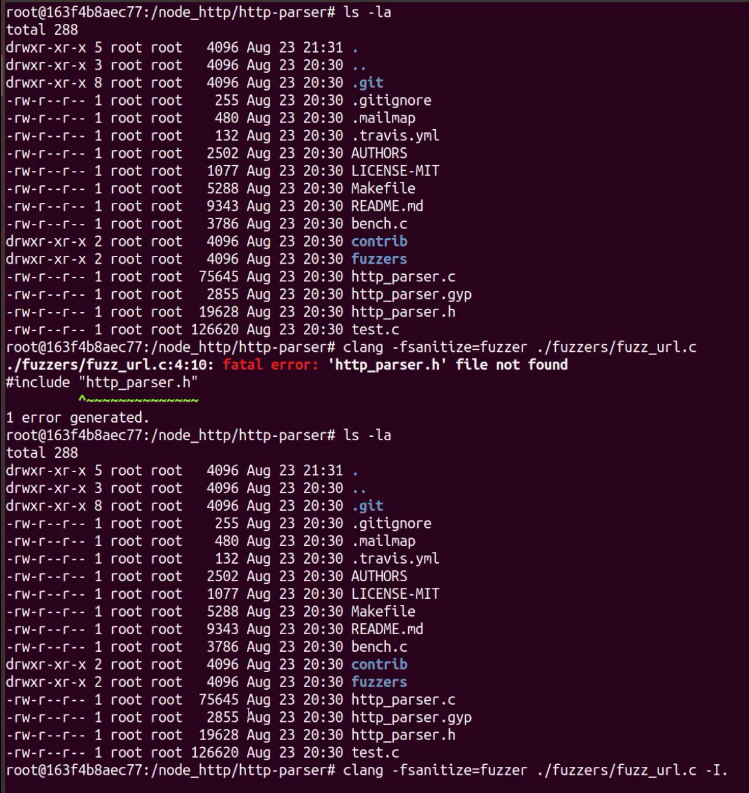 root@163f4b8aec77:/node_http/http-parser# ls -la
total 288
drwxr-xr-x 5 root root   4096 Aug 23 21:31 .
drwxr-xr-x 3 root root   4096 Aug 23 20:30 ..
drwxr-xr-x 8 root root   4096 Aug 23 20:30 .git
-rw-r--r-- 1 root root    255 Aug 23 20:30 .gitignore
-rw-r--r-- 1 root root    480 Aug 23 20:30 .mailmap
-rw-r--r-- 1 root root    132 Aug 23 20:30 .travis.yml
-rw-r--r-- 1 root root   2502 Aug 23 20:30 AUTHORS
-rw-r--r-- 1 root root   1077 Aug 23 20:30 LICENSE-MIT
-rw-r--r-- 1 root root   5288 Aug 23 20:30 Makefile
-rw-r--r-- 1 root root   9343 Aug 23 20:30 README.md
-rw-r--r-- 1 root root   3786 Aug 23 20:30 bench.c
drwxr-xr-x 2 root root   4096 Aug 23 20:30 contrib
drwxr-xr-x 2 root root   4096 Aug 23 20:30 fuzzers
-rw-r--r-- 1 root root  75645 Aug 23 20:30 http_parser.c
-rw-r--r-- 1 root root   2855 Aug 23 20:30 http_parser.gyp
-rw-r--r-- 1 root root  19628 Aug 23 20:30 http_parser.h
-rw-r--r-- 1 root root 126620 Aug 23 20:30 test.c
root@163f4b8aec77:/node_http/http-parser# clang -fsanitize=fuzzer ./fuzzers/fuzz_url.c
./fuzzers/fuzz_url.c:4:10: fatal error: 'http_parser.h' file not found
#include "http_parser.h"
         ^~~~~~~~~~~~~~~
1 error generated.
root@163f4b8aec77:/node_http/http-parser# ls -la
total 288
drwxr-xr-x 5 root root   4096 Aug 23 21:31 .
drwxr-xr-x 3 root root   4096 Aug 23 20:30 ..
drwxr-xr-x 8 root root   4096 Aug 23 20:30 .git
-rw-r--r-- 1 root root    255 Aug 23 20:30 .gitignore
-rw-r--r-- 1 root root    480 Aug 23 20:30 .mailmap
-rw-r--r-- 1 root root    132 Aug 23 20:30 .travis.yml
-rw-r--r-- 1 root root   2502 Aug 23 20:30 AUTHORS
-rw-r--r-- 1 root root   1077 Aug 23 20:30 LICENSE-MIT
-rw-r--r-- 1 root root   5288 Aug 23 20:30 Makefile
-rw-r--r-- 1 root root   9343 Aug 23 20:30 README.md
-rw-r--r-- 1 root root   3786 Aug 23 20:30 bench.c
drwxr-xr-x 2 root root   4096 Aug 23 20:30 contrib
drwxr-xr-x 2 root root   4096 Aug 23 20:30 fuzzers
-rw-r--r-- 1 root root  75645 Aug 23 20:30 http_parser.c
-rw-r--r-- 1 root root   2855 Aug 23 20:30 http_parser.gyp
-rw-r--r-- 1 root root  19628 Aug 23 20:30 http_parser.h
-rw-r--r-- 1 root root 126620 Aug 23 20:30 test.c
root@163f4b8aec77:/node_http/http-parser# clang -fsanitize=fuzzer ./fuzzers/fuzz_url.c -I.